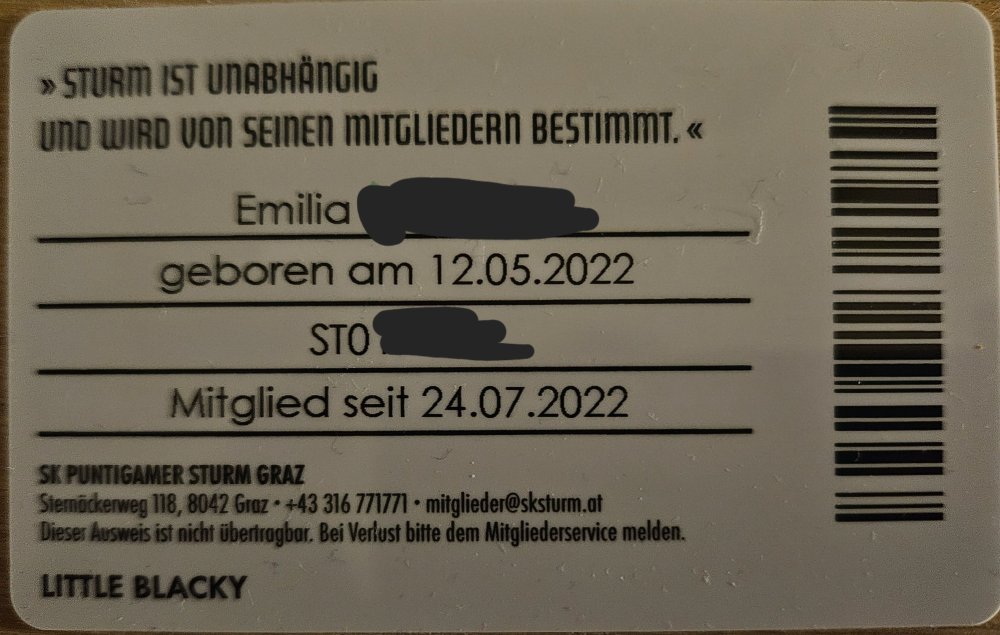 » STURM IST UNABHÄNGIG
UND WIRD VON SEINEN MITGLIEDERN BESTIMMT. «
Emilia
geboren am 12.05.2022
STO
Mitglied seit 24.07.2022
SK PUNTIGAMER STURM GRAZ
Sternäckerweg 118, 8042 Graz • +43 316 771771 • mitglieder@sksturm.at
Dieser Ausweis ist nicht übertragbar. Bei Verlust bitte dem Mitgliederservice melden.
LITTLE BLACKY